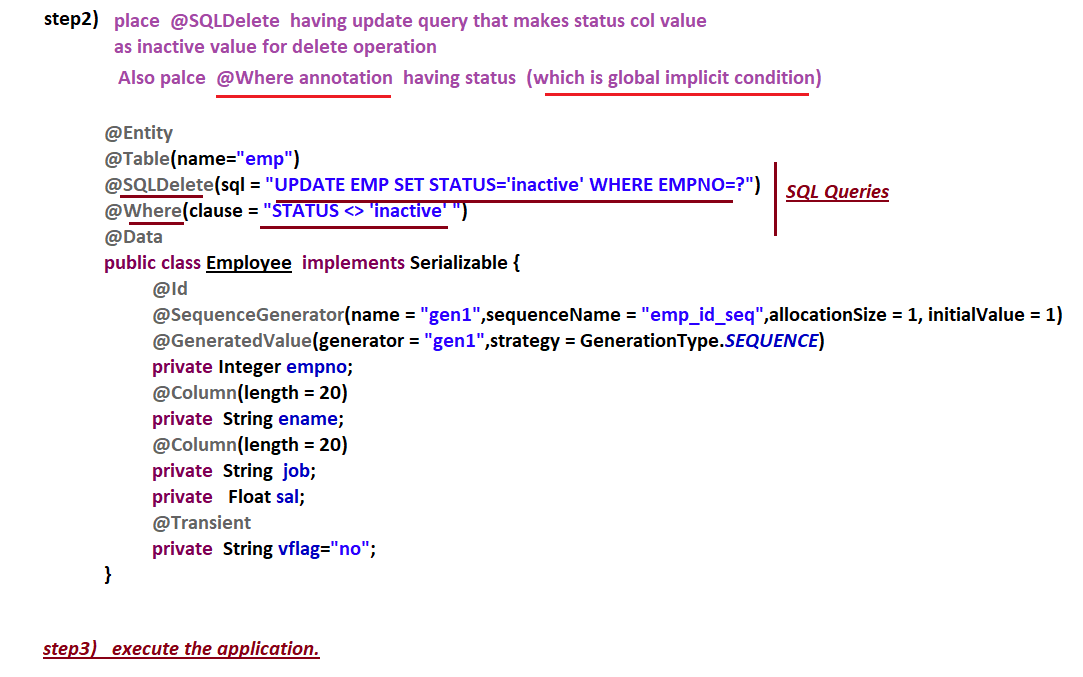 step2) place @SQLDelete having update query that makes status col value
as inactive value for delete operation
Also palce @Where annotation having status (which is global implicit condition)
@Entity
@Table(name="emp")
@SQLDelete(sql = "UPDATE EMP SET STATUS='inactive' WHERE EMPNO=?")
SQL Queries
@Where(clause = "STATUS <> 'inactive' ")
@Data
public class Employee implements Serializable {
@Id
@SequenceGenerator(name = "gen1",sequenceName = "emp_id_seq",allocationSize = 1, initialValue = 1)
@GeneratedValue(generator = "gen1",strategy = GenerationType.SEQUENCE)
private Integer empno;
@Column(length = 20)
private String ename;
@Column(length = 20)
private String job;
private Float sal;
@Transient
private String vflag="no";
}
step3) execute the application.